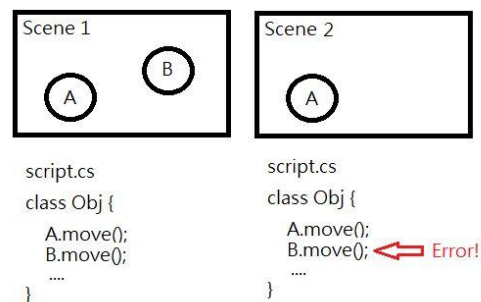 Scene 1
A
B
script.cs
class Obj {
A.move();
B.move();
....
}
Scene 2
A
script.cs
class Obj {
A.move();
B.move(); Error!
....
}